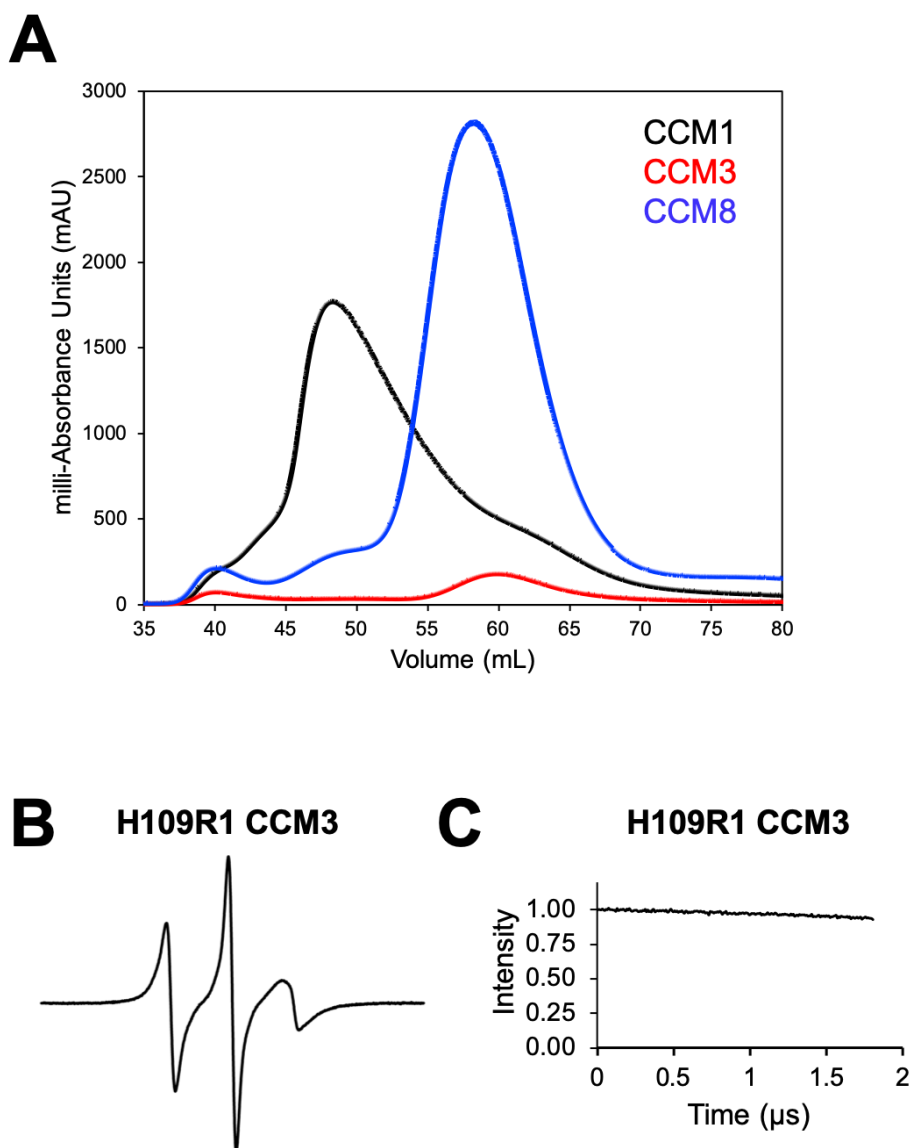 A
3000
2500
2000
1500
1000
500
0
milli-Absorbance Units (mAU)
CCM1
CCM3
CCM8
35 40 45 50 55 60 65 70 75 80
Volume (mL)
B
H109R1 CCM3
C
H109R1 CCM3
Intensity
1.00
0.75
0.50
0.25
0.00
0 0.5 1 1.5 2
Time (µs)